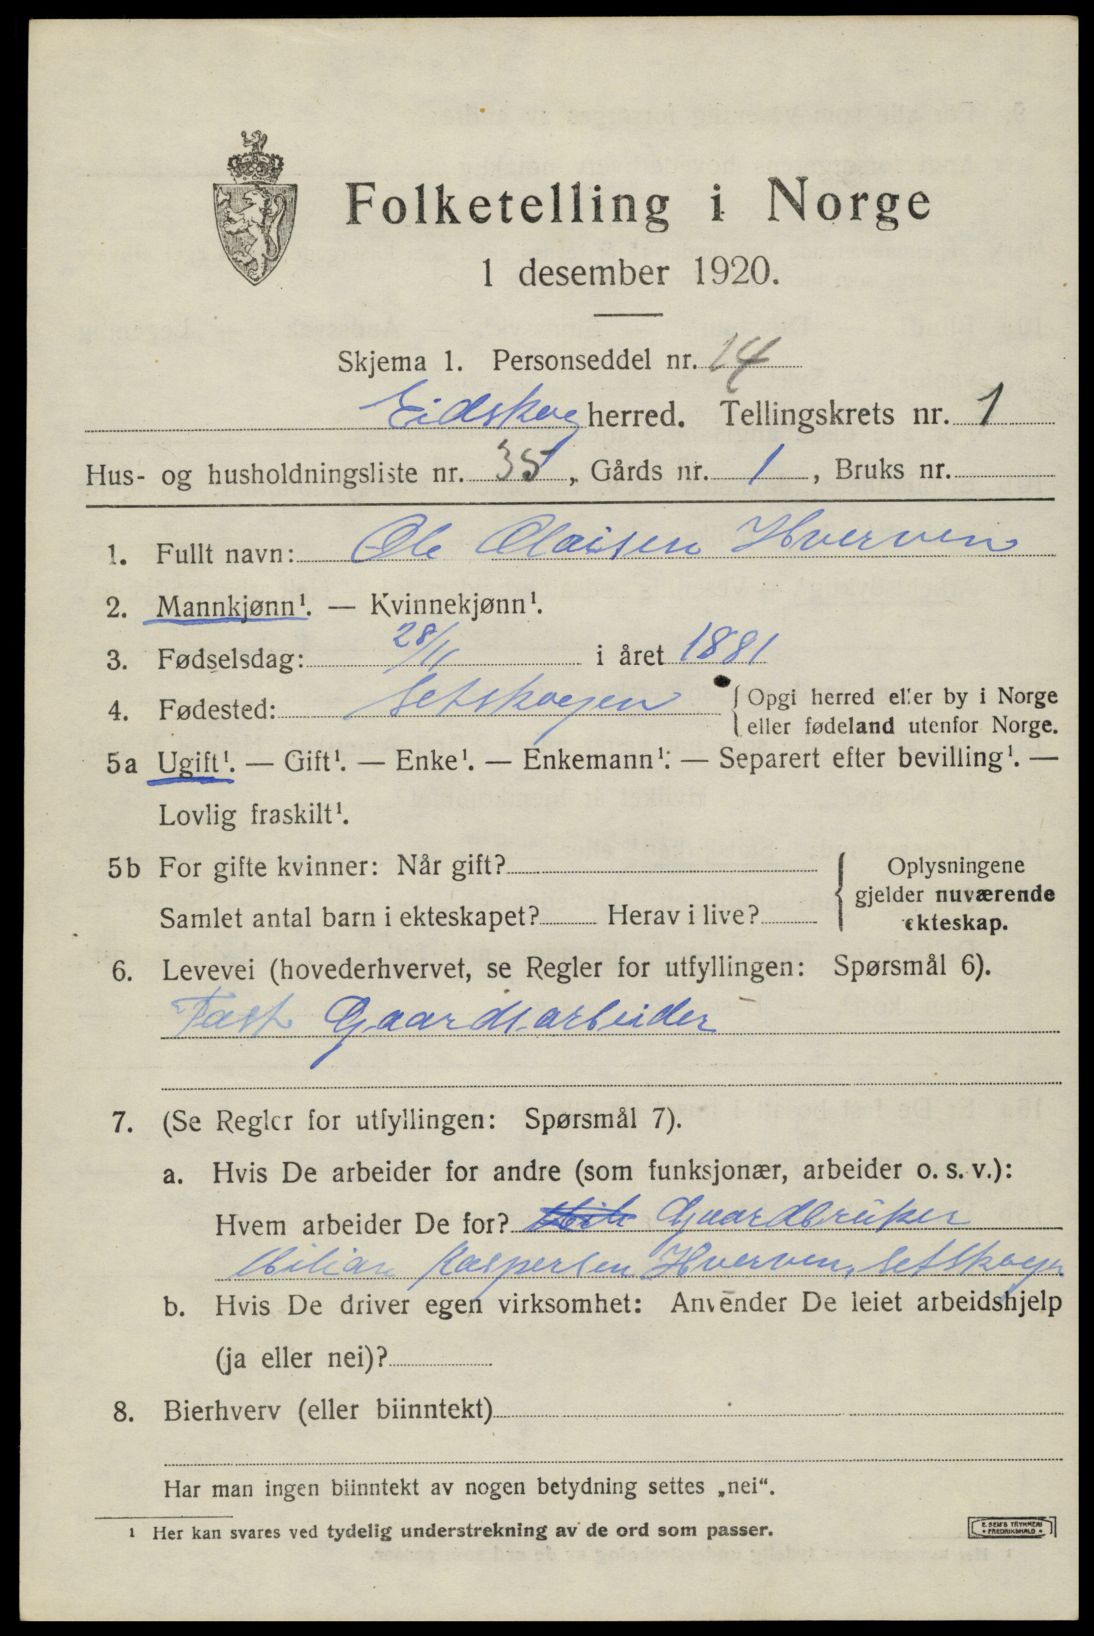 Folketelling i Norge
1 desember 1920.
Skjema 1. Personseddel nr. 14
Eidskog herred. Tellingskrets nr. 1
Hus- og husholdningsliste nr. 35, Gårds nr. 1, Bruks nr.
1. Fullt navn: Ole Olaisen Hverven
2. Mannkjønn¹. — Kvinnekjønn¹.
3. Fødselsdag: 28/11 i året 1881
4. Fødested: Setskogen { Opgi herred eller by i Norge
eller fødeland utenfor Norge.
5a Ugift¹. — Gift¹. — Enke¹. — Enkemann¹. — Separert efter bevilling¹. —
Lovlig fraskilt¹.
5b For gifte kvinner: Når gift?
Samlet antal barn i ekteskapet? Herav i live?
{ Oplysningene
gjelder nuværende
ekteskap.
6. Levevei (hovederhvervet, se Regler for utfyllingen: Spørsmål 6).
Fast Gaardsarbeider
7. (Se Regler for utfyllingen: Spørsmål 7).
a. Hvis De arbeider for andre (som funksjonær, arbeider o. s. v.):
Hvem arbeider De for? Gaardbruker
Kaspersen Hverven, Setskogen
b. Hvis De driver egen virksomhet: Anvender De leiet arbeidshjelp
(ja eller nei)?
8. Bierhverv (eller biinntekt)
Har man ingen biinntekt av nogen betydning settes „nei“.
¹ Her kan svares ved tydelig understrekning av de ord som passer.
E. SEM'S TRYKKERI
FREDRIKSHALD